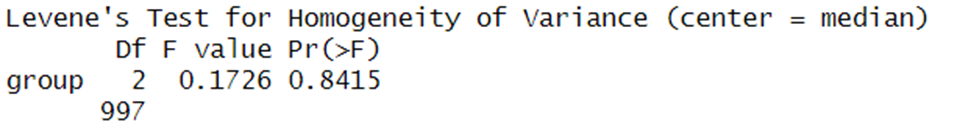 Levene's Test for Homogeneity of Variance (center = median)
Df F value Pr(>F)
group 2 0.1726 0.8415
997